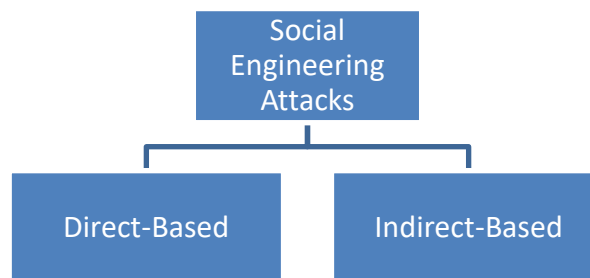 Social
Engineering
Attacks
Direct-Based
Indirect-Based